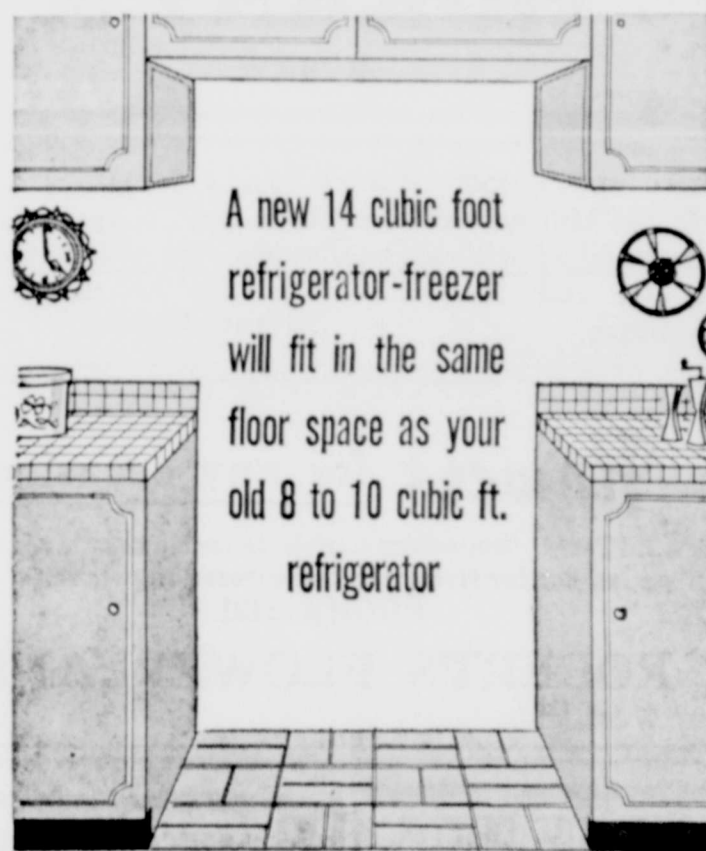 A new 14 cubic foot
refrigerator-freezer
will fit in the same
floor space as your
old 8 to 10 cubic ft.
refrigerator